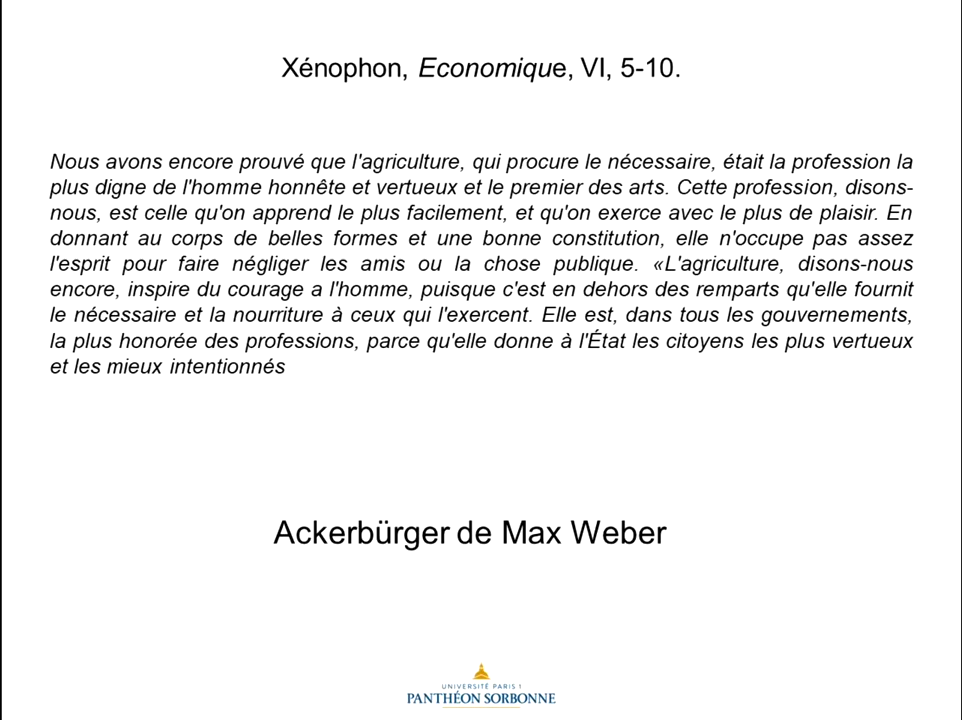 Xénophon, Economique, VI, 5-10.
Nous avons encore prouvé que l'agriculture, qui procure le nécessaire, était la profession la
plus digne de l'homme honnête et vertueux et le premier des arts. Cette profession, disons-
nous, est celle qu'on apprend le plus facilement, et qu'on exerce avec le plus de plaisir. En
donnant au corps de belles formes et une bonne constitution, elle n'occupe pas assez
l'esprit pour faire négliger les amis ou la chose publique. «L'agriculture, disons-nous
encore, inspire du courage a l'homme, puisque c'est en dehors des remparts qu'elle fournit
le nécessaire et la nourriture à ceux qui l'exercent. Elle est, dans tous les gouvernements,
la plus honorée des professions, parce qu'elle donne à l'État les citoyens les plus vertueux
et les mieux intentionnés
Ackerbürger de Max Weber
UNIVERSITÉ PARIS 1
PANTHÉON SORBONNE